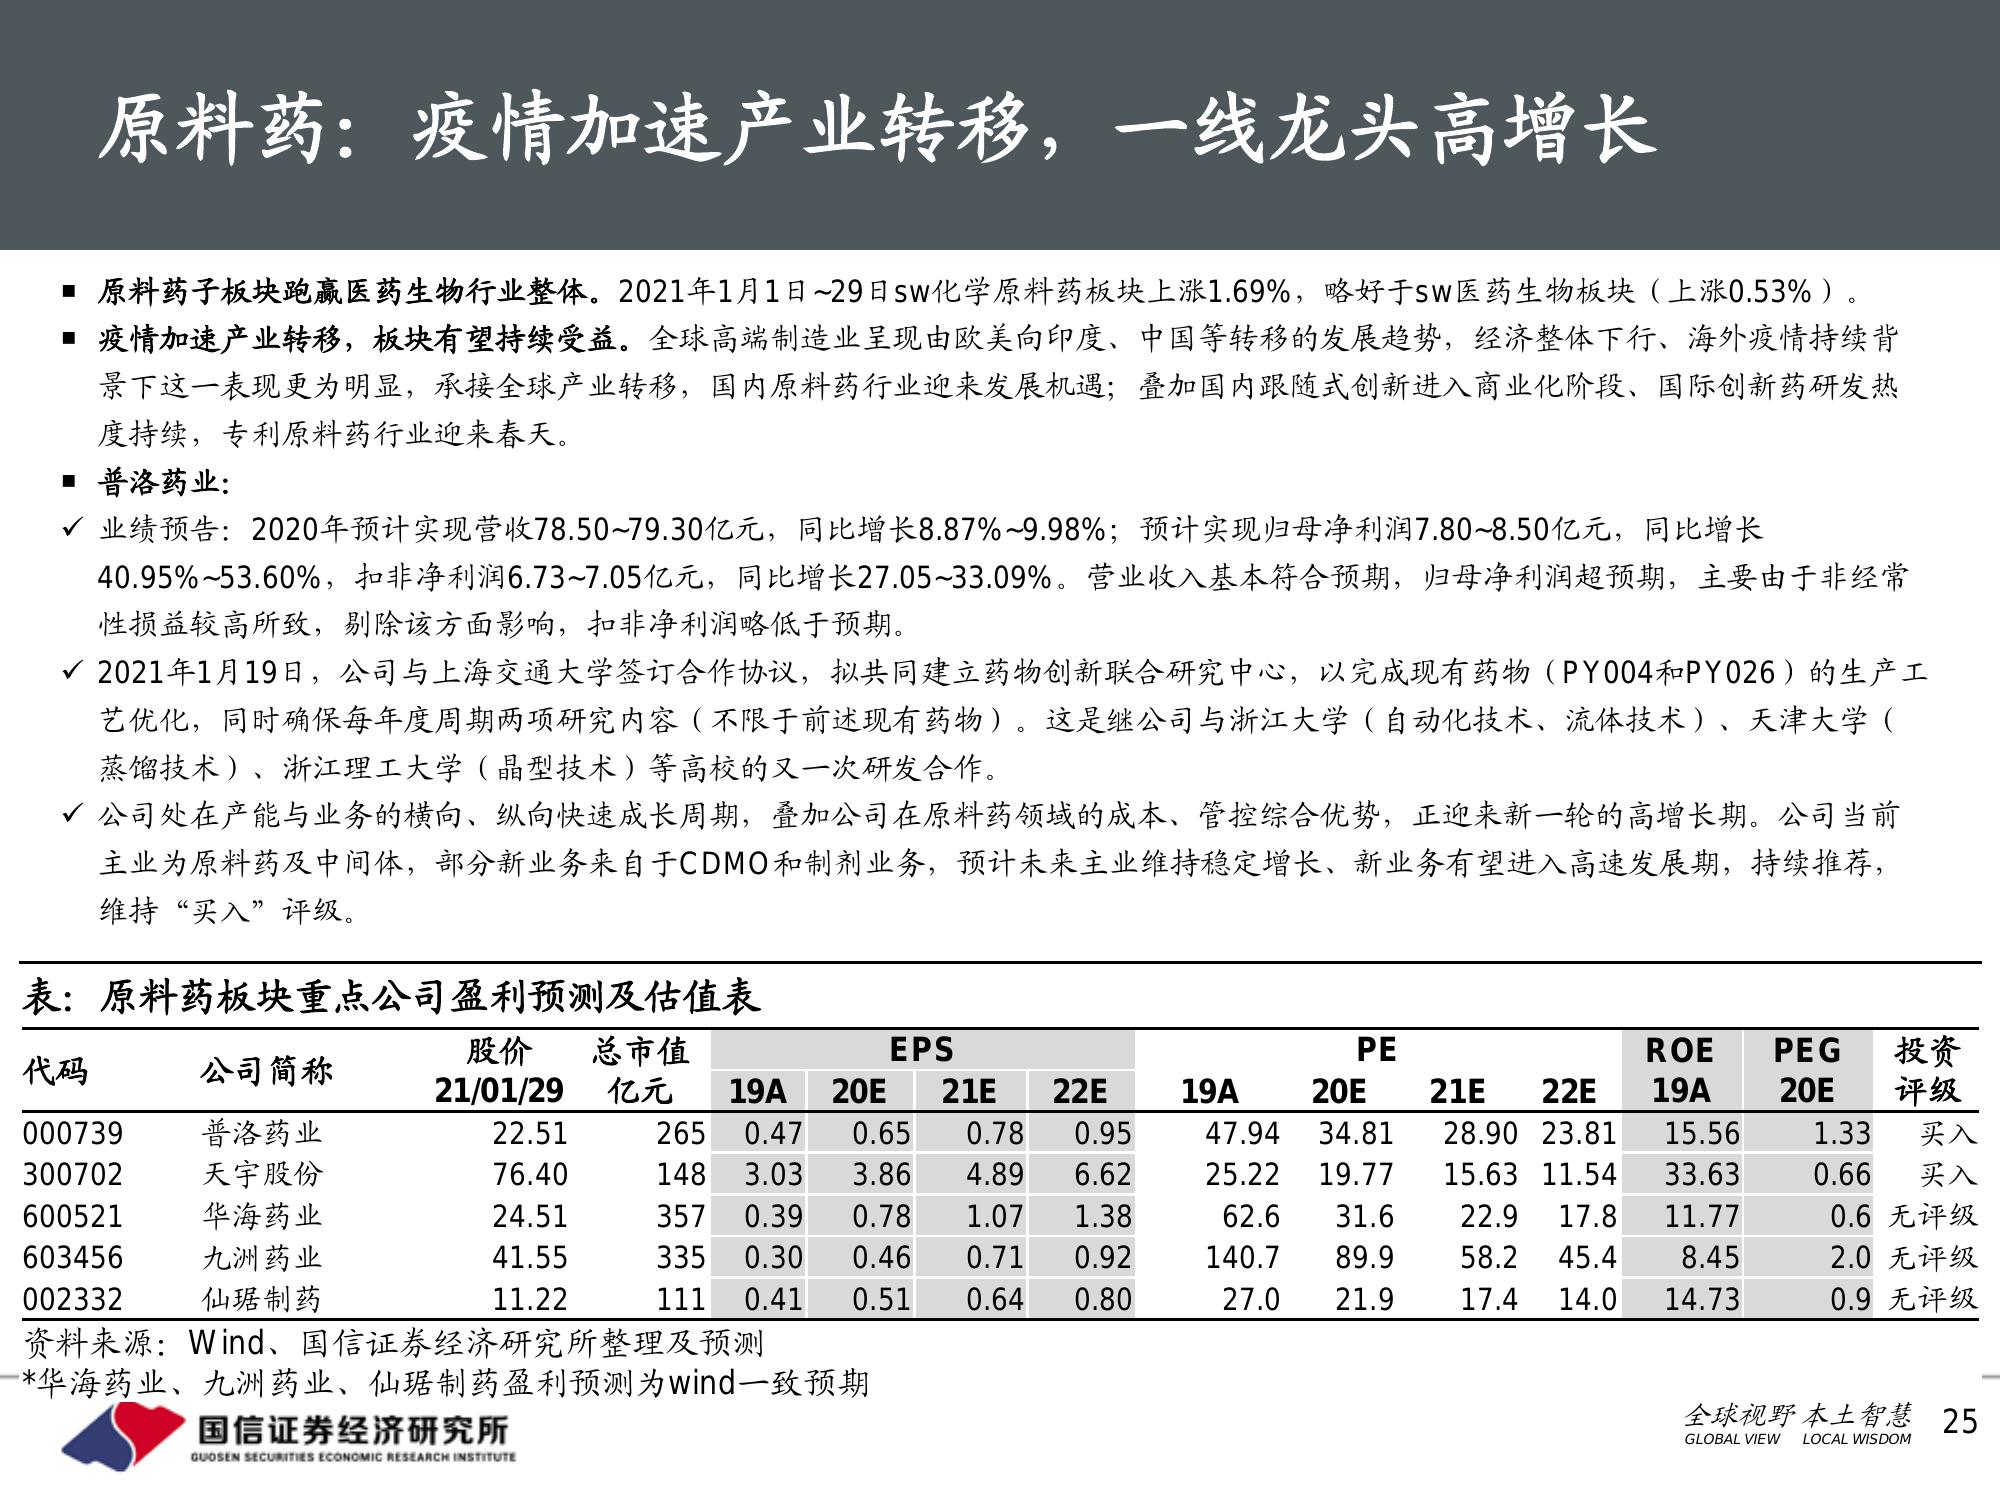 原料药：疫情加速产业转移，一线龙头高增长
▪ 原料药子板块跑赢医药生物行业整体。2021年1月1日~29日sw化学原料药板块上涨1.69%，略好于sw医药生物板块（上涨0.53%）。
▪ 疫情加速产业转移，板块有望持续受益。全球高端制造业呈现由欧美向印度、中国等转移的发展趋势，经济整体下行、海外疫情持续背
景下这一表现更为明显，承接全球产业转移，国内原料药行业迎来发展机遇；叠加国内跟随式创新进入商业化阶段、国际创新药研发热
度持续，专利原料药行业迎来春天。
▪ 普洛药业：
✓ 业绩预告：2020年预计实现营收78.50~79.30亿元，同比增长8.87%~9.98%；预计实现归母净利润7.80~8.50亿元，同比增长
40.95%~53.60%，扣非净利润6.73~7.05亿元，同比增长27.05~33.09%。营业收入基本符合预期，归母净利润超预期，主要由于非经常
性损益较高所致，剔除该方面影响，扣非净利润略低于预期。
✓ 2021年1月19日，公司与上海交通大学签订合作协议，拟共同建立药物创新联合研究中心，以完成现有药物（PY004和PY026）的生产工
艺优化，同时确保每年度周期两项研究内容（不限于前述现有药物）。这是继公司与浙江大学（自动化技术、流体技术）、天津大学（
蒸馏技术）、浙江理工大学（晶型技术）等高校的又一次研发合作。
✓ 公司处在产能与业务的横向、纵向快速成长周期，叠加公司在原料药领域的成本、管控综合优势，正迎来新一轮的高增长期。公司当前
主业为原料药及中间体，部分新业务来自于CDMO和制剂业务，预计未来主业维持稳定增长、新业务有望进入高速发展期，持续推荐，
维持“买入”评级。
表：原料药板块重点公司盈利预测及估值表
代码 公司简称 股价 总市值 EPS PE ROE PEG 投资
21/01/29 亿元 19A 20E 21E 22E 19A 20E 21E 22E 19A 20E 评级
000739 普洛药业 22.51 265 0.47 0.65 0.78 0.95 47.94 34.81 28.90 23.81 15.56 1.33 买入
300702 天宇股份 76.40 148 3.03 3.86 4.89 6.62 25.22 19.77 15.63 11.54 33.63 0.66 买入
600521 华海药业 24.51 357 0.39 0.78 1.07 1.38 62.6 31.6 22.9 17.8 11.77 0.6 无评级
603456 九洲药业 41.55 335 0.30 0.46 0.71 0.92 140.7 89.9 58.2 45.4 8.45 2.0 无评级
002332 仙琚制药 11.22 111 0.41 0.51 0.64 0.80 27.0 21.9 17.4 14.0 14.73 0.9 无评级
资料来源：Wind、国信证券经济研究所整理及预测
*华海药业、九洲药业、仙琚制药盈利预测为wind一致预期
国信证券经济研究所
GUOSEN SECURITIES ECONOMIC RESEARCH INSTITUTE
全球视野 本土智慧
GLOBAL VIEW LOCAL WISDOM
25